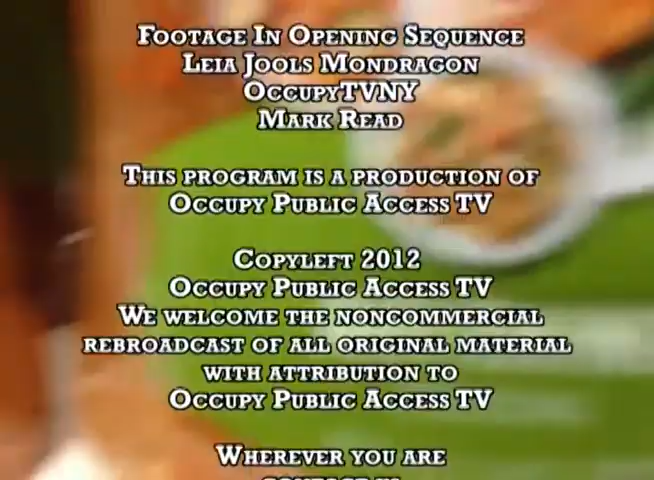 Footage In Opening Sequence
Leia Jools Mondragon
OccupyTVNY
Mark Read
This program is a production of
Occupy Public Access TV
Copyleft 2012
Occupy Public Access TV
We welcome the noncommercial
rebroadcast of all original material
with attribution to
Occupy Public Access TV
Wherever you are